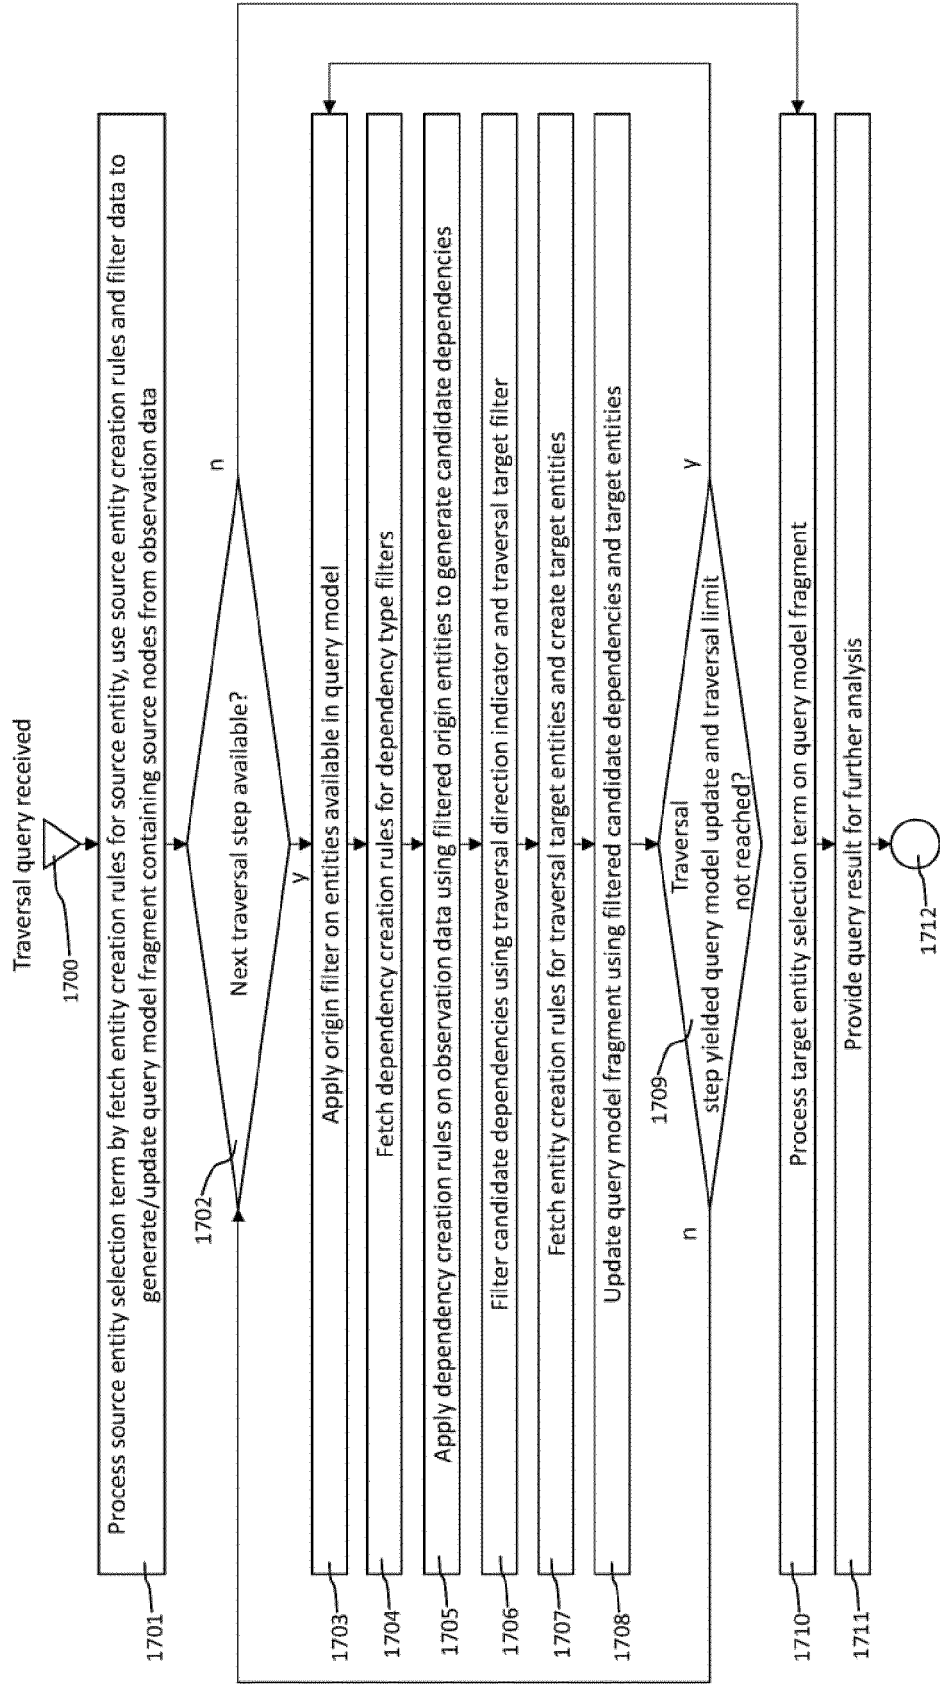 Traversal query received
1700
Process source entity selection term by fetch entity creation rules for source entity, use source entity creation rules and filter data to
generate/update query model fragment containing source nodes from observation data
1701
1702
Next traversal step available?
n
y
Apply origin filter on entities available in query model
1703
Fetch dependency creation rules for dependency type filters
1704
Apply dependency creation rules on observation data using filtered origin entities to generate candidate dependencies
1705
Filter candidate dependencies using traversal direction indicator and traversal target filter
1706
Fetch entity creation rules for traversal target entities and create target entities
1707
Update query model fragment using filtered candidate dependencies and target entities
1708
1709
Traversal
step yielded query model update and traversal limit
not reached?
n
y
Process target entity selection term on query model fragment
1710
Provide query result for further analysis
1711
1712